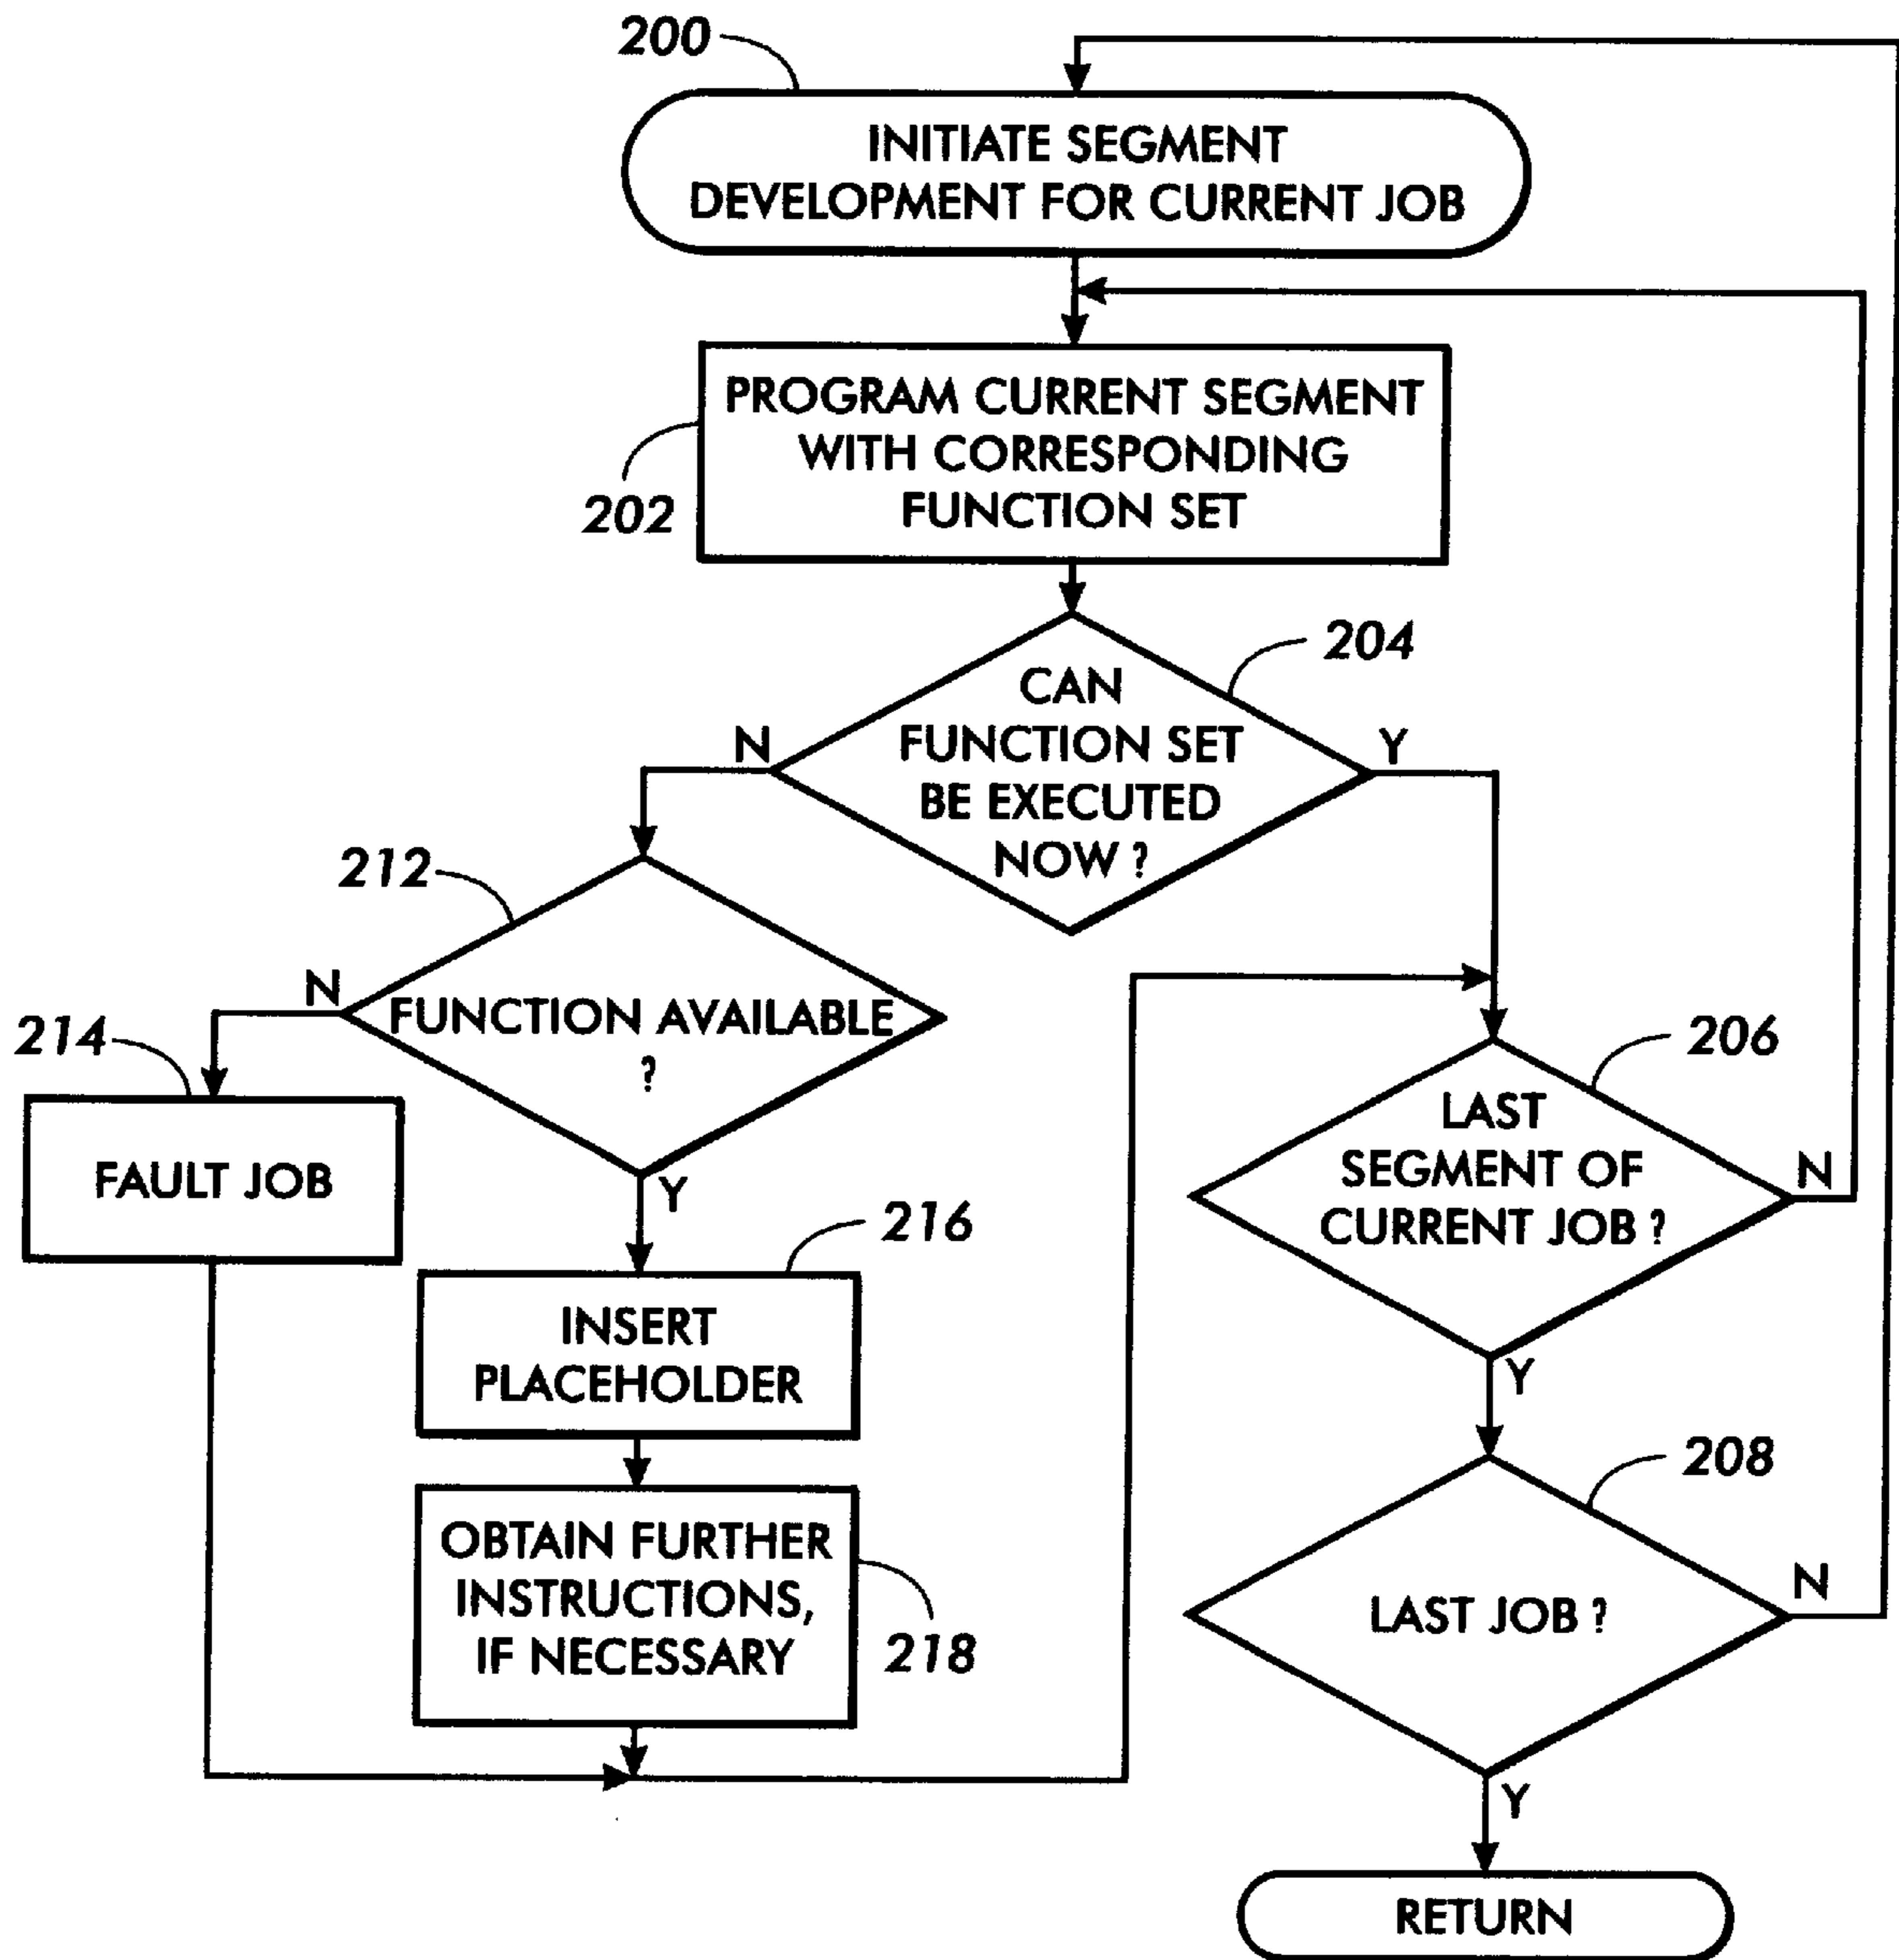 200
INITIATE SEGMENT
DEVELOPMENT FOR CURRENT JOB
PROGRAM CURRENT SEGMENT
WITH CORRESPONDING
FUNCTION SET
202
204
CAN
FUNCTION SET
BE EXECUTED
NOW ?
N
Y
212
FUNCTION AVAILABLE
?
N
Y
214
FAULT JOB
216
INSERT
PLACEHOLDER
OBTAIN FURTHER
INSTRUCTIONS,
IF NECESSARY
218
206
LAST
SEGMENT OF
CURRENT JOB ?
N
Y
208
LAST JOB ?
N
Y
RETURN